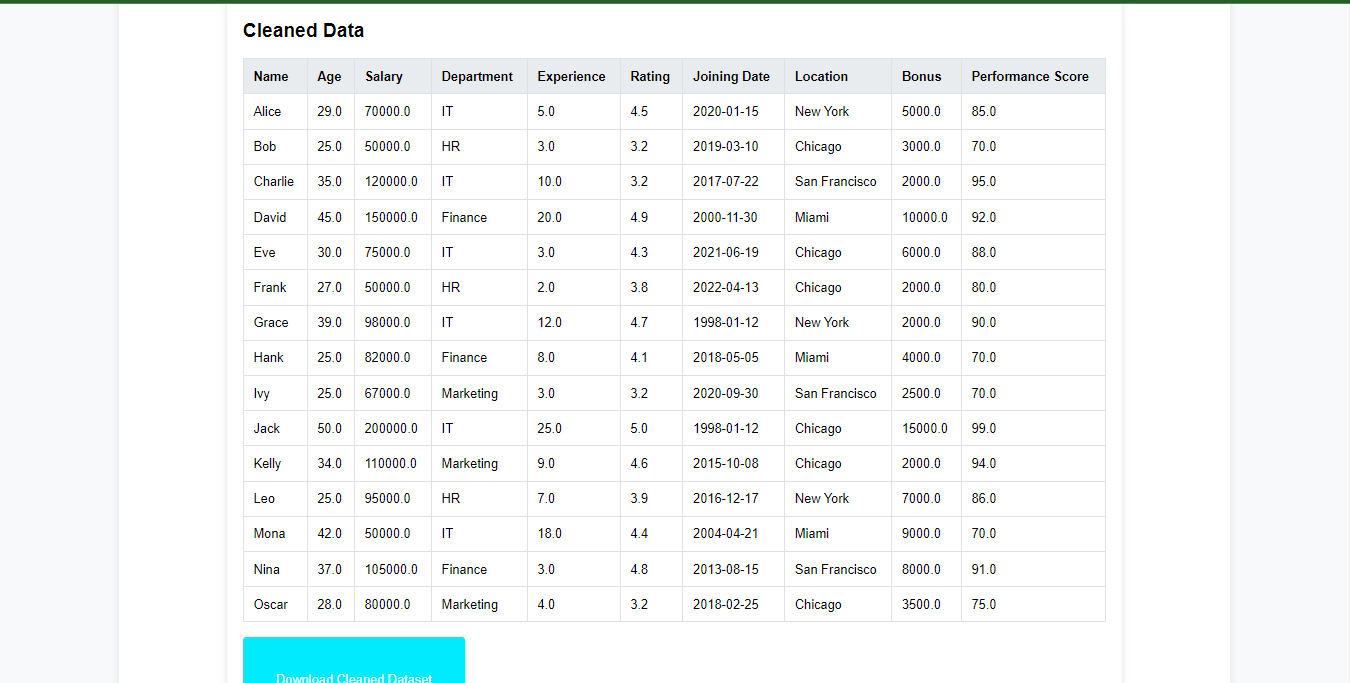 Cleaned Data
Name Age Salary Department Experience Rating Joining Date Location Bonus Performance Score
Alice 29.0 70000.0 IT 5.0 4.5 2020-01-15 New York 5000.0 85.0
Bob 25.0 50000.0 HR 3.0 3.2 2019-03-10 Chicago 3000.0 70.0
Charlie 35.0 120000.0 IT 10.0 3.2 2017-07-22 San Francisco 2000.0 95.0
David 45.0 150000.0 Finance 20.0 4.9 2000-11-30 Miami 10000.0 92.0
Eve 30.0 75000.0 IT 3.0 4.3 2021-06-19 Chicago 6000.0 88.0
Frank 27.0 50000.0 HR 2.0 3.8 2022-04-13 Chicago 2000.0 80.0
Grace 39.0 98000.0 IT 12.0 4.7 1998-01-12 New York 2000.0 90.0
Hank 25.0 82000.0 Finance 8.0 4.1 2018-05-05 Miami 4000.0 70.0
Ivy 25.0 67000.0 Marketing 3.0 3.2 2020-09-30 San Francisco 2500.0 70.0
Jack 50.0 200000.0 IT 25.0 5.0 1998-01-12 Chicago 15000.0 99.0
Kelly 34.0 110000.0 Marketing 9.0 4.6 2015-10-08 Chicago 2000.0 94.0
Leo 25.0 95000.0 HR 7.0 3.9 2016-12-17 New York 7000.0 86.0
Mona 42.0 50000.0 IT 18.0 4.4 2004-04-21 Miami 9000.0 70.0
Nina 37.0 105000.0 Finance 3.0 4.8 2013-08-15 San Francisco 8000.0 91.0
Oscar 28.0 80000.0 Marketing 4.0 3.2 2018-02-25 Chicago 3500.0 75.0
Download Cleaned Dataset